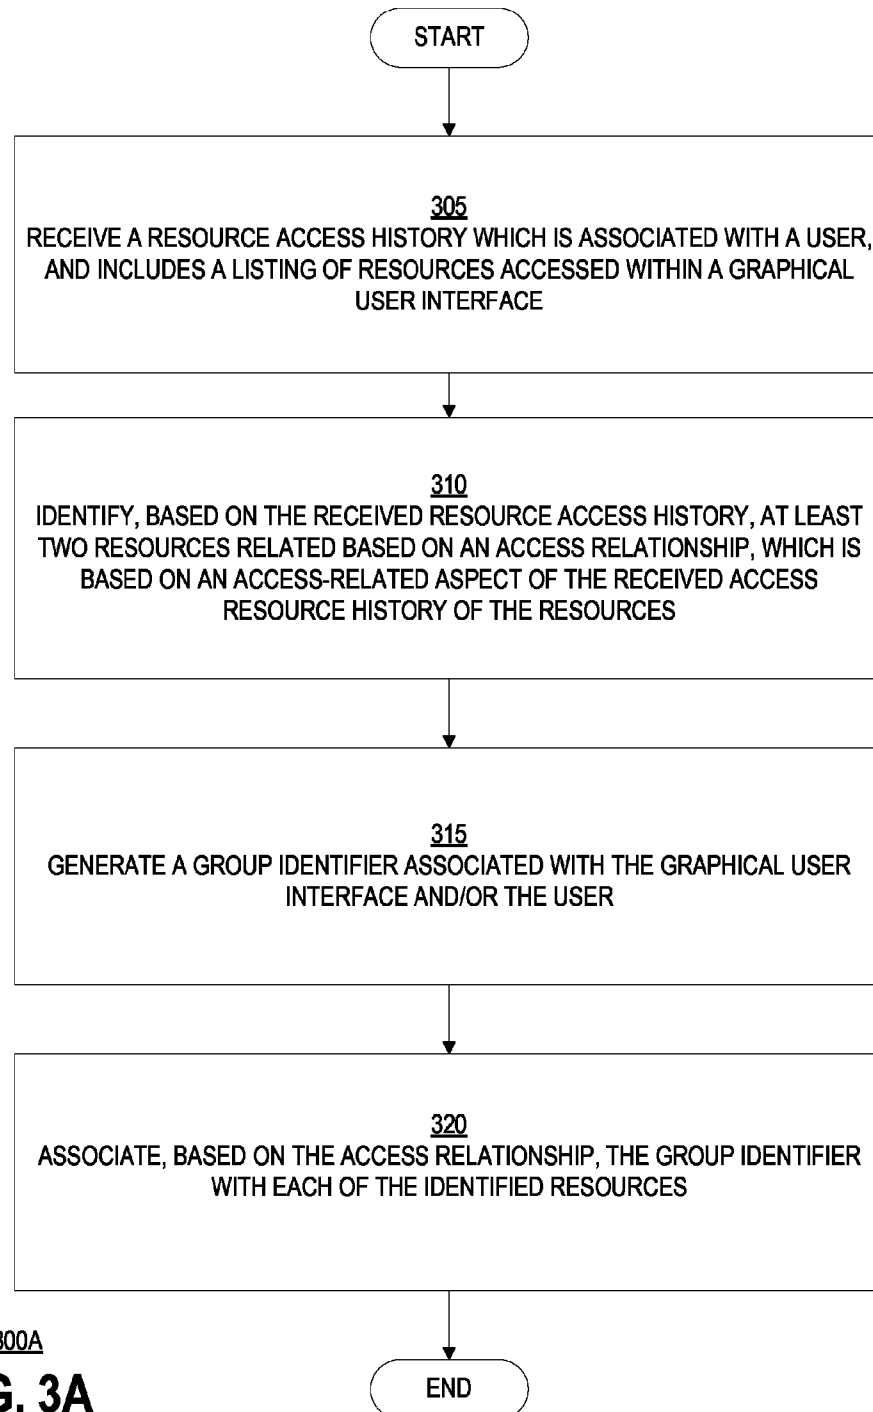 START
305
RECEIVE A RESOURCE ACCESS HISTORY WHICH IS ASSOCIATED WITH A USER,
AND INCLUDES A LISTING OF RESOURCES ACCESSED WITHIN A GRAPHICAL
USER INTERFACE
310
IDENTIFY, BASED ON THE RECEIVED RESOURCE ACCESS HISTORY, AT LEAST
TWO RESOURCES RELATED BASED ON AN ACCESS RELATIONSHIP, WHICH IS
BASED ON AN ACCESS-RELATED ASPECT OF THE RECEIVED ACCESS
RESOURCE HISTORY OF THE RESOURCES
315
GENERATE A GROUP IDENTIFIER ASSOCIATED WITH THE GRAPHICAL USER
INTERFACE AND/OR THE USER
320
ASSOCIATE, BASED ON THE ACCESS RELATIONSHIP, THE GROUP IDENTIFIER
WITH EACH OF THE IDENTIFIED RESOURCES
300A
G. 3A
END